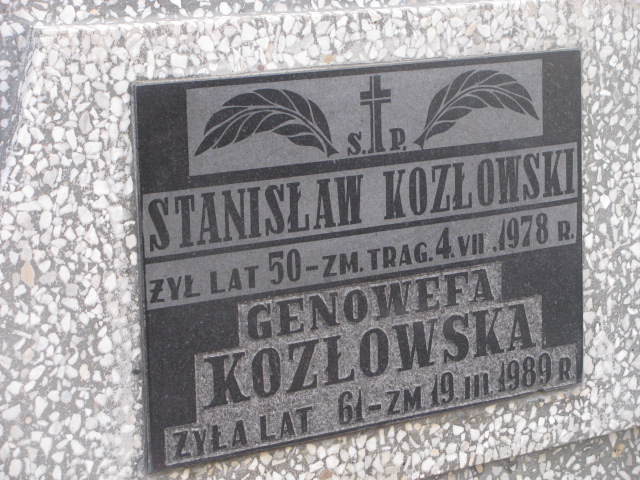 Ś. P.
STANISŁAW KOZŁOWSKI
ŻYŁ LAT 50-ZM. TRAG. 4. VII. 1978 R.
GENOWEFA
KOZŁOWSKA
ŻYŁA LAT 61-ZM 19. III. 1989 R